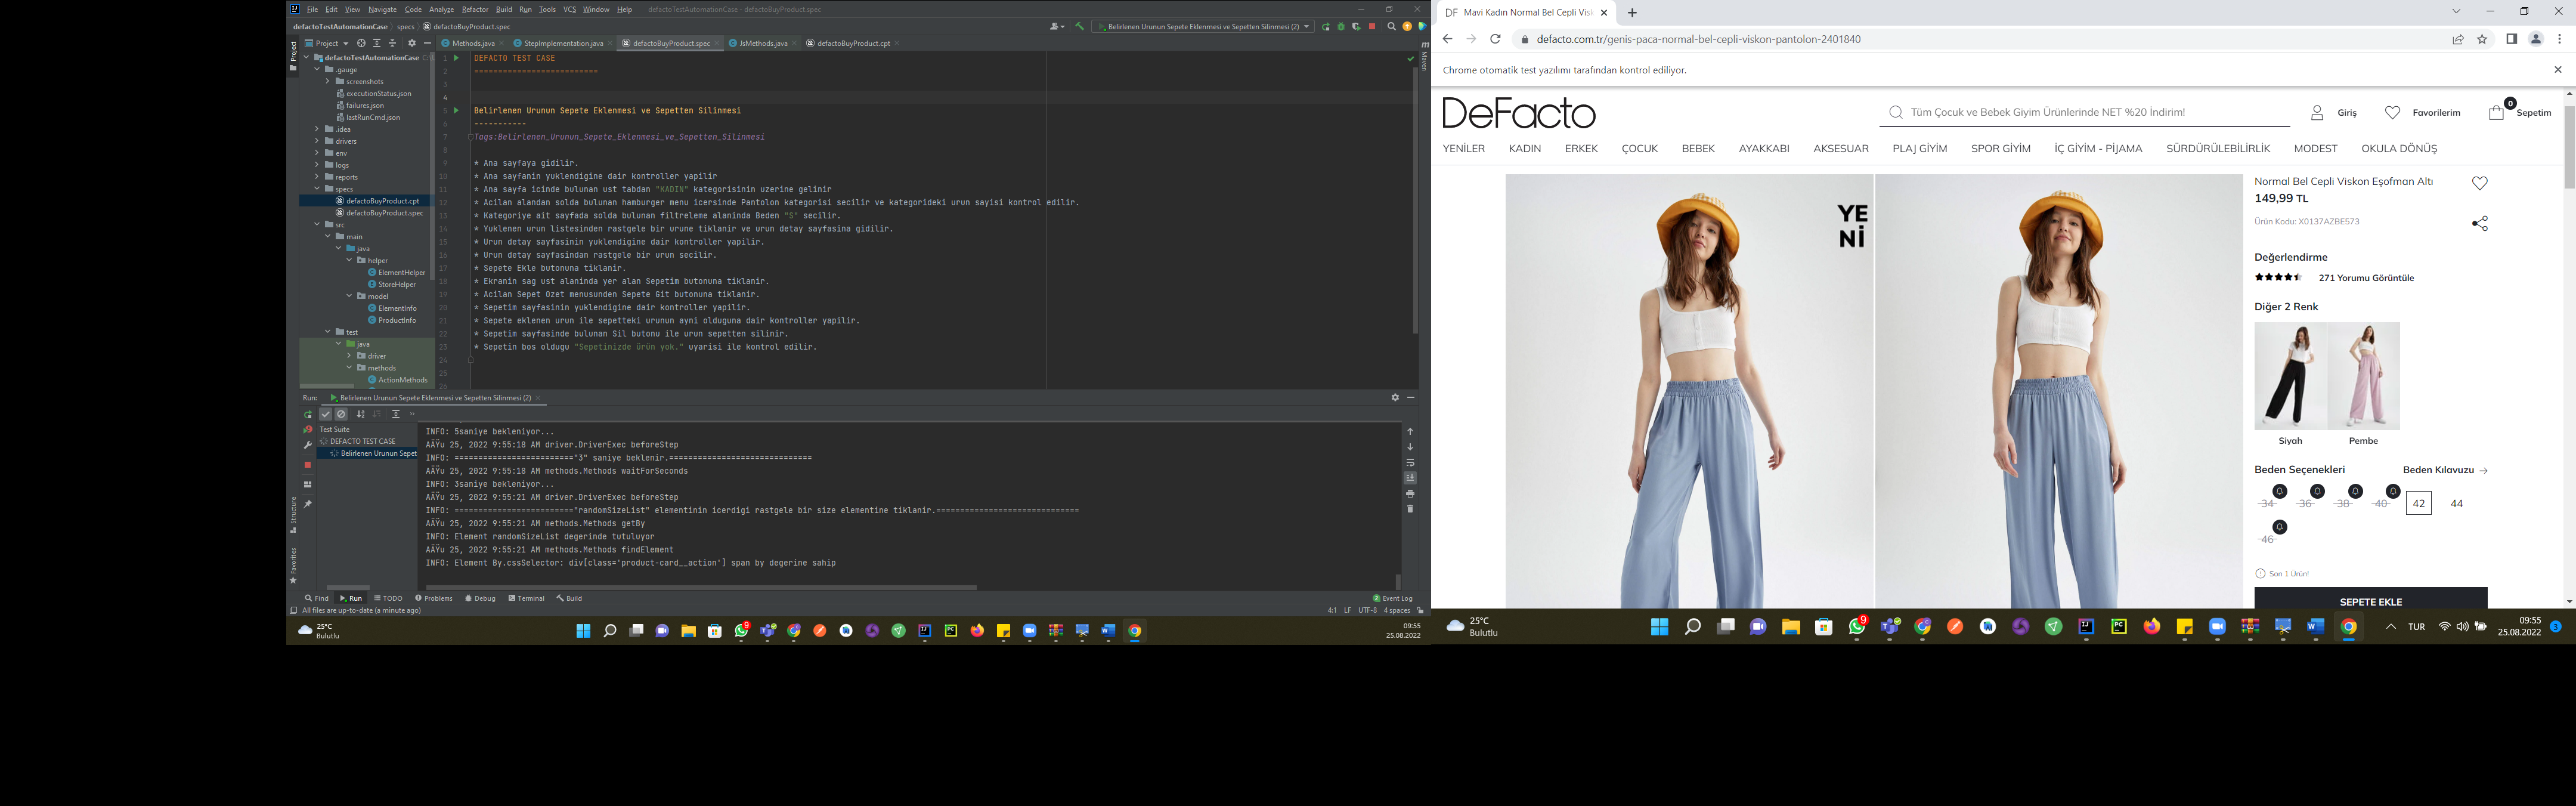 File Edit View Navigate Code Analyze Refactor Build Run Tools VCS Window Help defactoTestAutomationCase - defactoBuyProduct.spec
defactoTestAutomationCase specs defactoBuyProduct.spec
Belirlenen Urunun Sepete Eklenmesi ve Sepetten Silinmesi (2)
Project
Methods.java StepImplementation.java defactoBuyProduct.spec JsMethods.java defactoBuyProduct.cpt
Project
Maven
defactoTestAutomationCase
.gauge
screenshots
executionStatus.json
failures.json
lastRunCmd.json
.idea
drivers
env
logs
reports
specs
defactoBuyProduct.cpt
defactoBuyProduct.spec
src
main
java
helper
ElementHelper
StoreHelper
model
ElementInfo
ProductInfo
test
java
driver
methods
ActionMethods
1 DEFACTO TEST CASE
2 ==========================
3
4
5 Belirlenen Urunun Sepete Eklenmesi ve Sepetten Silinmesi
6 -----------
7 Tags:Belirlenen_Urunun_Sepete_Eklenmesi_ve_Sepetten_Silinmesi
8
9 * Ana sayfaya gidilir.
10 * Ana sayfanin yuklendigine dair kontroller yapilir
11 * Ana sayfa icinde bulunan ust tabdan "KADIN" kategorisinin uzerine gelinir
12 * Acilan alandan solda bulunan hamburger menu icersinde Pantolon kategorisi secilir ve kategorideki urun sayisi kontrol edilir.
13 * Kategoriye ait sayfada solda bulunan filtreleme alaninda Beden "S" secilir.
14 * Yuklenen urun listesinden rastgele bir urune tiklanir ve urun detay sayfasina gidilir.
15 * Urun detay sayfasinin yuklendigine dair kontroller yapilir.
16 * Urun detay sayfasindan rastgele bir urun secilir.
17 * Sepete Ekle butonuna tiklanir.
18 * Ekranin sag ust alaninda yer alan Sepetim butonuna tiklanir.
19 * Acilan Sepet Ozet menusunden Sepete Git butonuna tiklanir.
20 * Sepetim sayfasinin yuklendigine dair kontroller yapilir.
21 * Sepete eklenen urun ile sepetteki urunun ayni olduguna dair kontroller yapilir.
22 * Sepetim sayfasinde bulunan Sil butonu ile urun sepetten silinir.
23 * Sepetin bos oldugu "Sepetinizde ürün yok." uyarisi ile kontrol edilir.
24
25
26
Run: Belirlenen Urunun Sepete Eklenmesi ve Sepetten Silinmesi (2)
Test Suite
DEFACTO TEST CASE
Belirlenen Urunun Sepet
Structure
Favorites
INFO: 5saniye bekleniyor...
AÄŸu 25, 2022 9:55:18 AM driver.DriverExec beforeStep
INFO: ========================="3" saniye beklenir.==============================
AÄŸu 25, 2022 9:55:18 AM methods.Methods waitForSeconds
INFO: 3saniye bekleniyor...
AÄŸu 25, 2022 9:55:21 AM driver.DriverExec beforeStep
INFO: ========================="randomSizeList" elementinin icerdigi rastgele bir size elementine tiklanir.==============================
AÄŸu 25, 2022 9:55:21 AM methods.Methods getBy
INFO: Element randomSizeList degerinde tutuluyor
AÄŸu 25, 2022 9:55:21 AM methods.Methods findElement
INFO: Element By.cssSelector: div[class='product-card__action'] span by degerine sahip
Find Run TODO Problems Debug Terminal Build 2 Event Log
All files are up-to-date (a minute ago) 4:1 LF UTF-8 4 spaces
25°C
Bulutlu
9
09:55
25.08.2022
DF Mavi Kadın Normal Bel Cepli Vis
defacto.com.tr/genis-paca-normal-bel-cepli-viskon-pantolon-2401840
Chrome otomatik test yazılımı tarafından kontrol ediliyor.
DeFacto
Tüm Çocuk ve Bebek Giyim Ürünlerinde NET %20 İndirim!
Giriş Favorilerim 0 Sepetim
YENİLER KADIN ERKEK ÇOCUK BEBEK AYAKKABI AKSESUAR PLAJ GİYİM SPOR GİYİM İÇ GİYİM - PİJAMA SÜRDÜRÜLEBİLİRLİK MODEST OKULA DÖNÜŞ
YE
Nİ
Normal Bel Cepli Viskon Eşofman Altı
149,99 TL
Ürün Kodu: X0137AZBE573
Değerlendirme
271 Yorumu Görüntüle
Diğer 2 Renk
Siyah Pembe
Beden Seçenekleri Beden Kılavuzu
34 36 38 40 42 44
46
Son 1 Ürün!
SEPETE EKLE
25°C
Bulutlu
9
TUR
09:55
25.08.2022
3